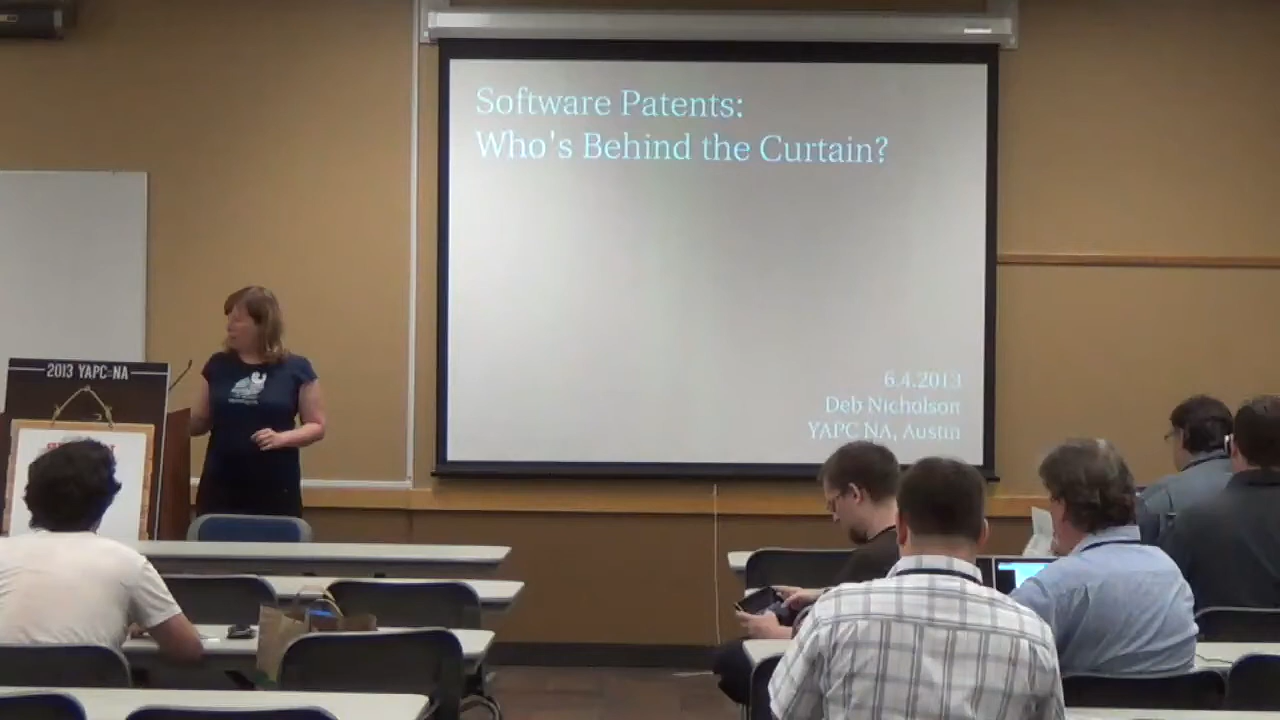 Software Patents:
Who's Behind the Curtain?
6.4.2013
Deb Nicholson
YAPC NA, Austin
2013 YAPC::NA